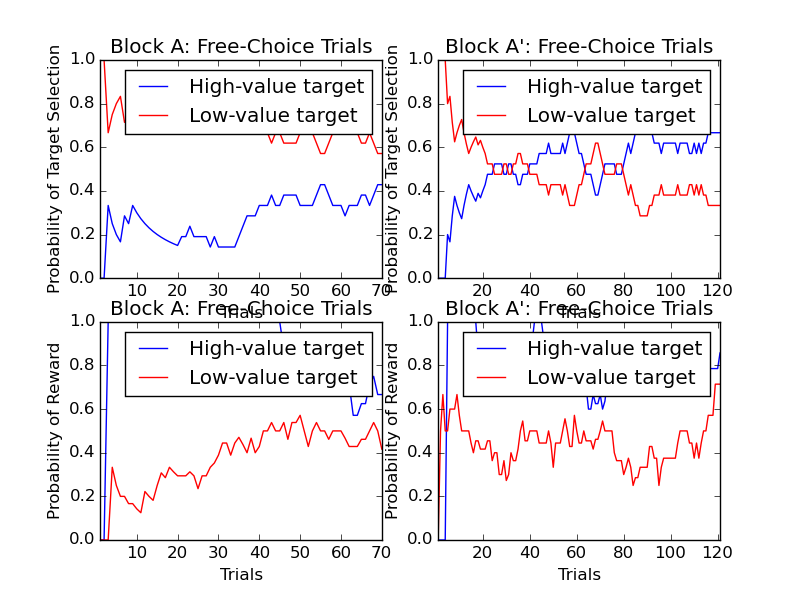 Block A: Free-Choice Trials
Block A': Free-Choice Trials
Probability of Target Selection
1.0
0.8
0.6
0.4
0.2
0.0
High-value target
Low-value target
10 20 30 40 50 60 70
Trials
Probability of Target Selection
1.0
0.8
0.6
0.4
0.2
0.0
High-value target
Low-value target
20 40 60 80 100 120
Trials
Block A: Free-Choice Trials
Block A': Free-Choice Trials
Probability of Reward
1.0
0.8
0.6
0.4
0.2
0.0
High-value target
Low-value target
10 20 30 40 50 60 70
Trials
Probability of Reward
1.0
0.8
0.6
0.4
0.2
0.0
High-value target
Low-value target
20 40 60 80 100 120
Trials